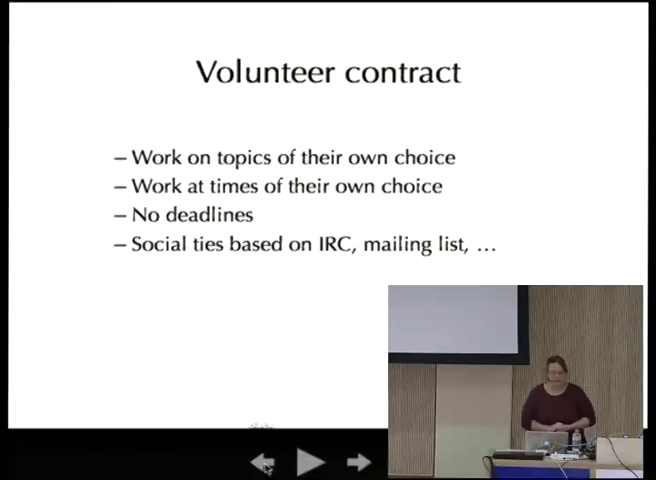 Volunteer contract
– Work on topics of their own choice
– Work at times of their own choice
– No deadlines
– Social ties based on IRC, mailing list, …